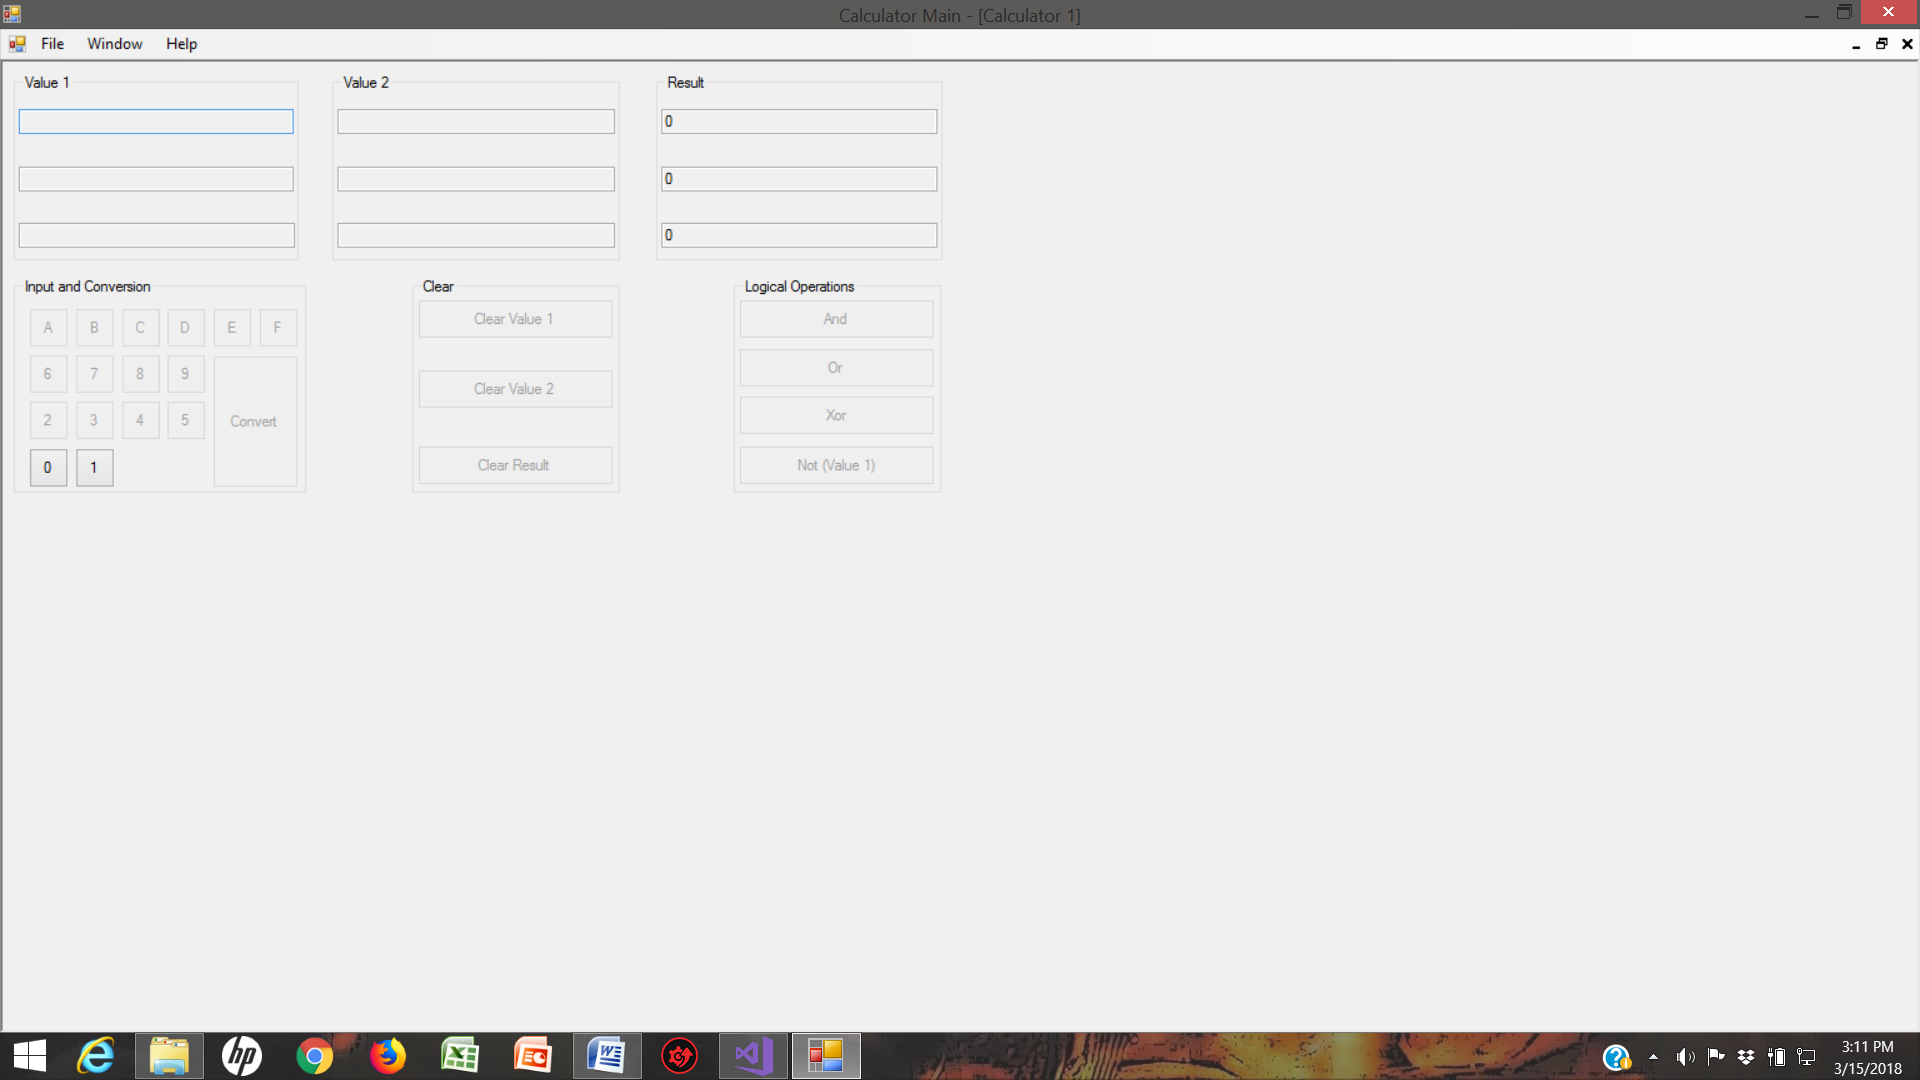 Calculator Main - [Calculator 1]
File Window Help
Value 1 Value 2 Result
0
0
0
Input and Conversion Clear Logical Operations
A B C D E F Clear Value 1 And
6 7 8 9 Clear Value 2 Or
2 3 4 5 Convert Xor
0 1 Clear Result Not (Value 1)
hp
3:11 PM
3/15/2018